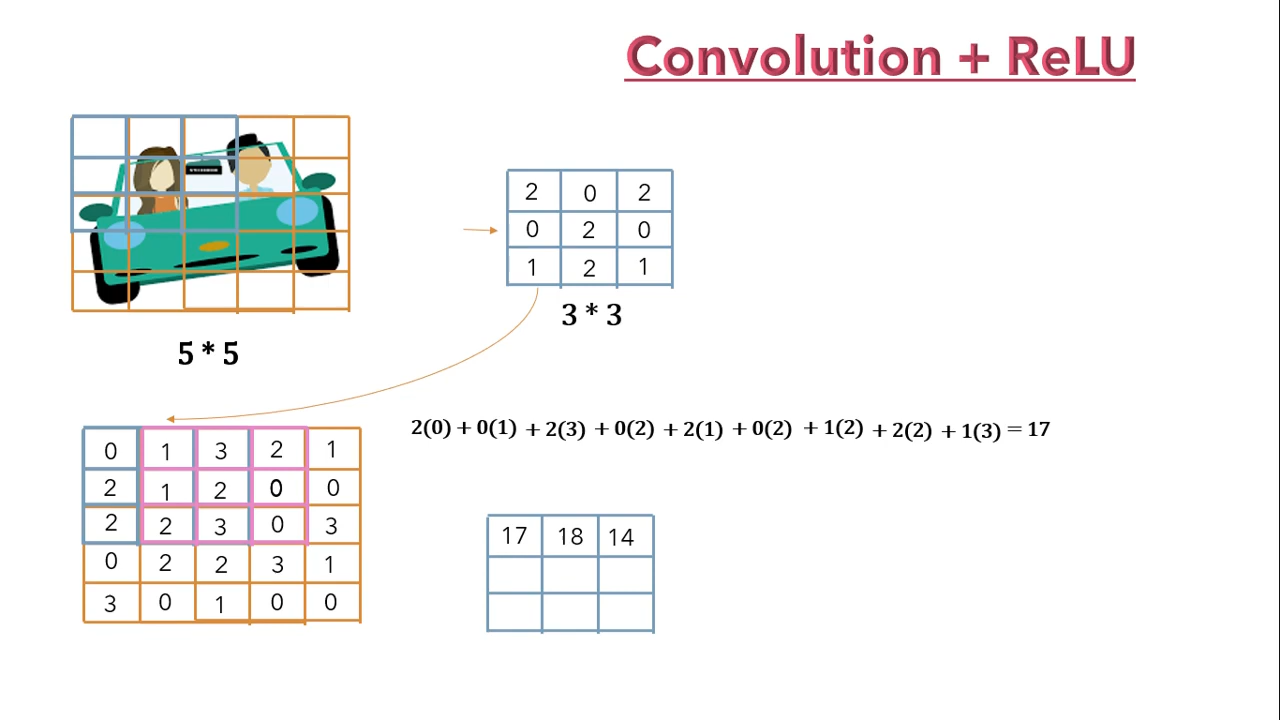 Convolution + ReLU
2 0 2
0 2 0
1 2 1
3 * 3
5 * 5
2(0) + 0(1) + 2(3) + 0(2) + 2(1) + 0(2) + 1(2) + 2(2) + 1(3) = 17
0 1 3 2 1
2 1 2 0 0
2 2 3 0 3
0 2 2 3 1
3 0 1 0 0
17 18 14